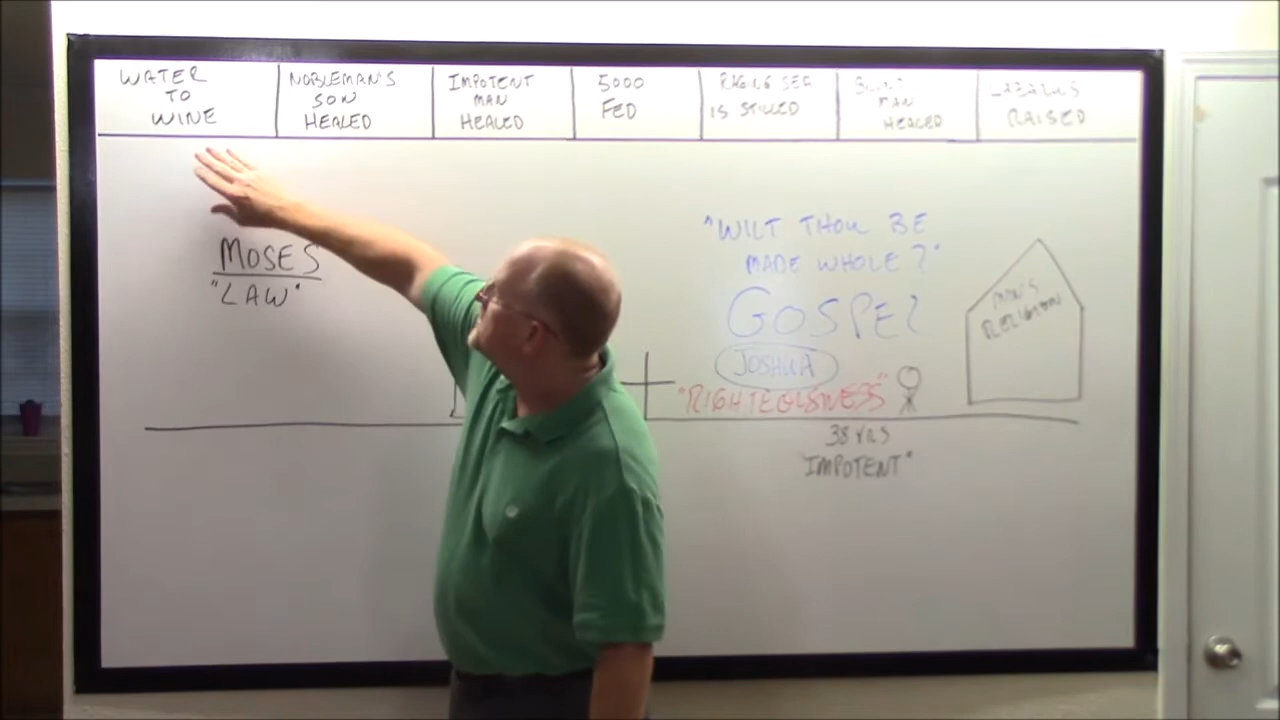 WATER
TO
WINE
NOBLEMAN'S
SON
HEALED
IMPOTENT
MAN
HEALED
5000
FED
RAGING SEA
IS STILLED
BLIND
MAN
HEALED
LAZARUS
RAISED
MOSES
"LAW"
"WILT THOU BE
MADE WHOLE?"
GOSPEL
JOSHUA
"RIGHTEOUSNESS"
38 YRS
"IMPOTENT"
MAN'S
RELIGION